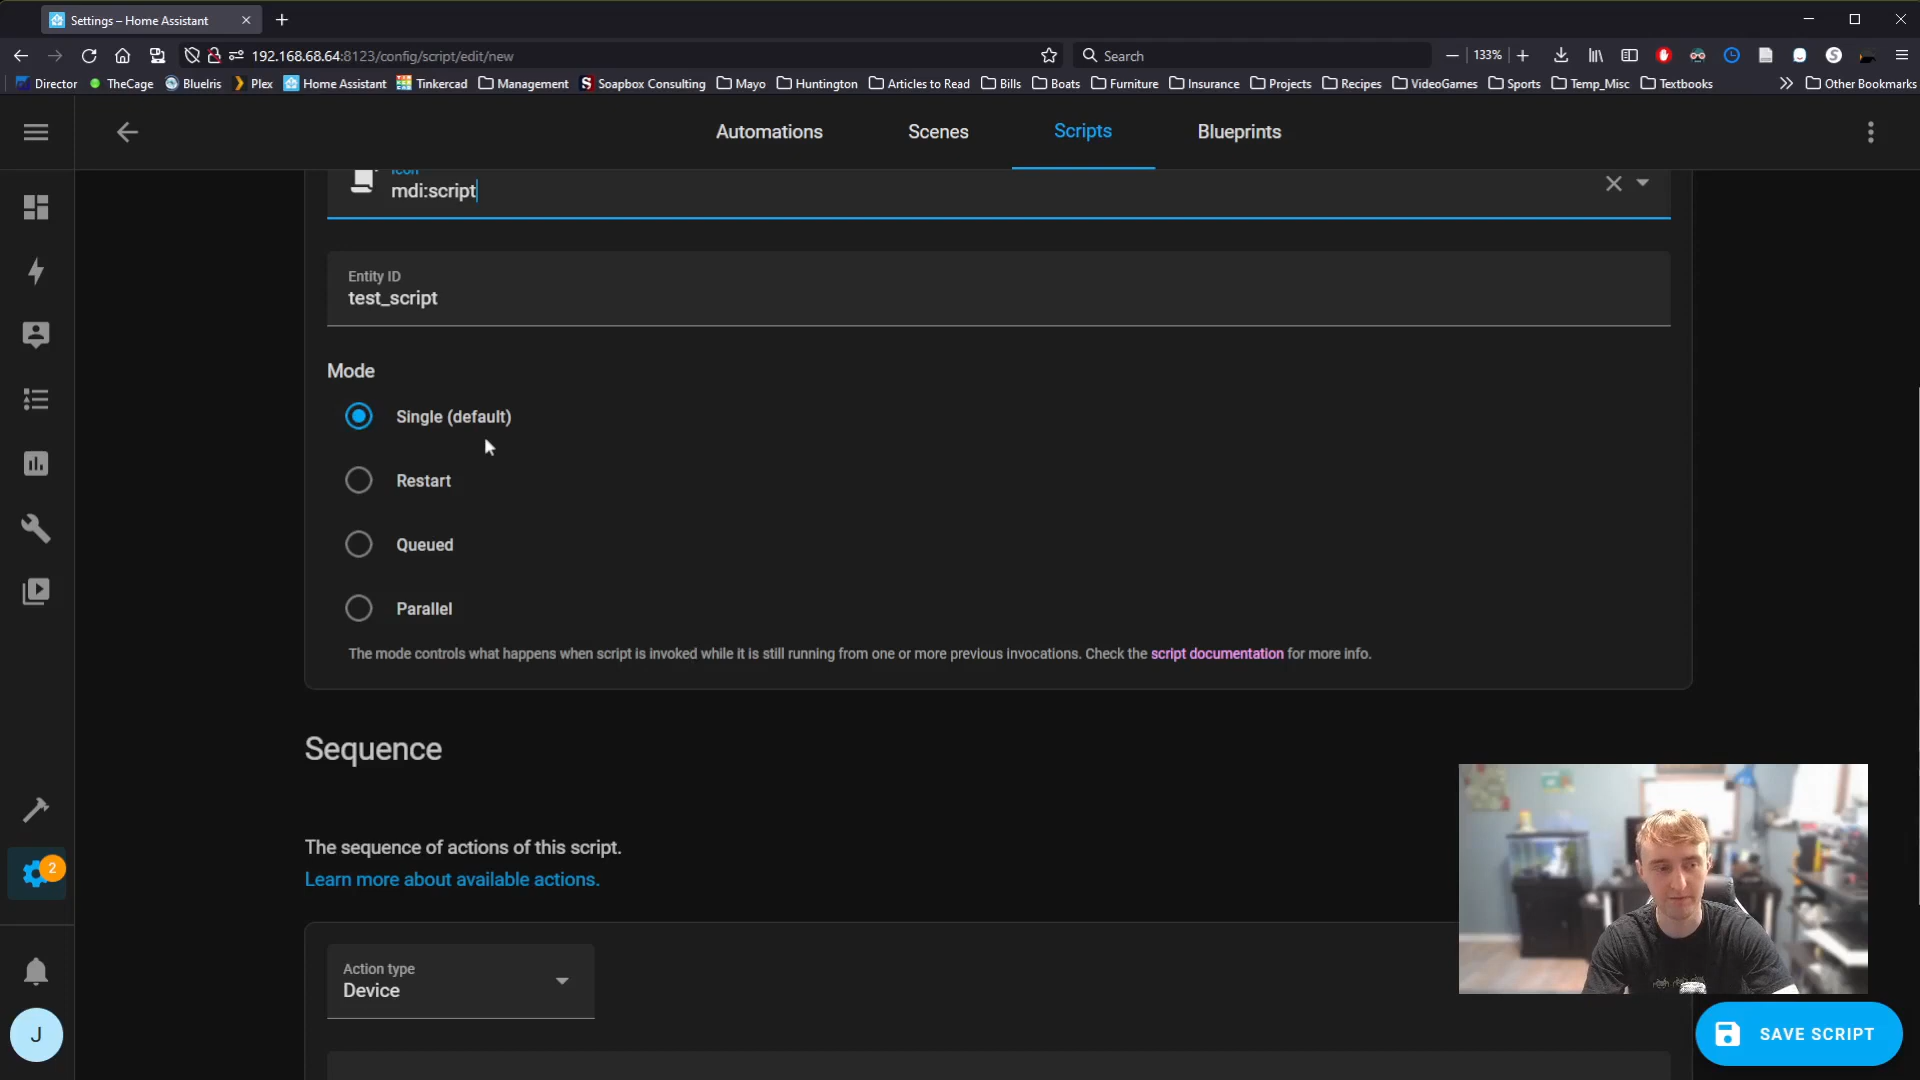 Settings – Home Assistant
192.168.68.64:8123/config/script/edit/new
Search
133%
Director
TheCage
BlueIris
Plex
Home Assistant
Tinkercad
Management
Soapbox Consulting
Mayo
Huntington
Articles to Read
Bills
Boats
Furniture
Insurance
Projects
Recipes
VideoGames
Sports
Temp_Misc
Textbooks
Other Bookmarks
Automations
Scenes
Scripts
Blueprints
Icon
mdi:script
Entity ID
test_script
Mode
Single (default)
Restart
Queued
Parallel
The mode controls what happens when script is invoked while it is still running from one or more previous invocations. Check the script documentation for more info.
Sequence
The sequence of actions of this script.
Learn more about available actions.
2
Action type
Device
J
SAVE SCRIPT